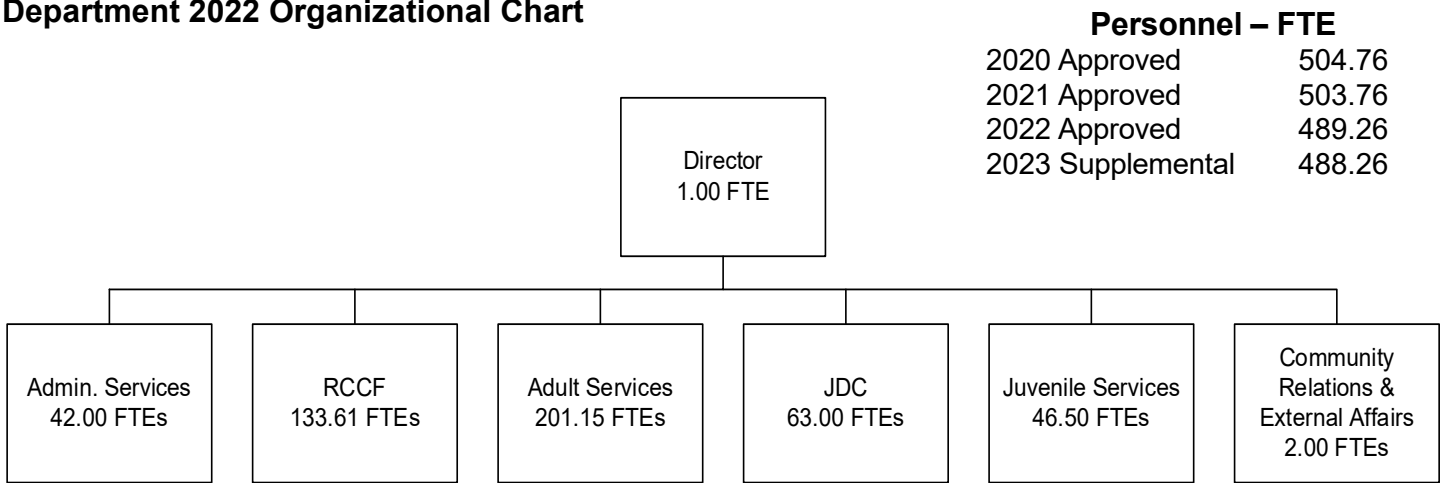 Department 2022 Organizational Chart
Personnel – FTE
2020 Approved 504.76
2021 Approved 503.76
2022 Approved 489.26
2023 Supplemental 488.26
Director
1.00 FTE
Admin. Services
42.00 FTEs
RCCF
133.61 FTEs
Adult Services
201.15 FTEs
JDC
63.00 FTEs
Juvenile Services
46.50 FTEs
Community
Relations &
External Affairs
2.00 FTEs